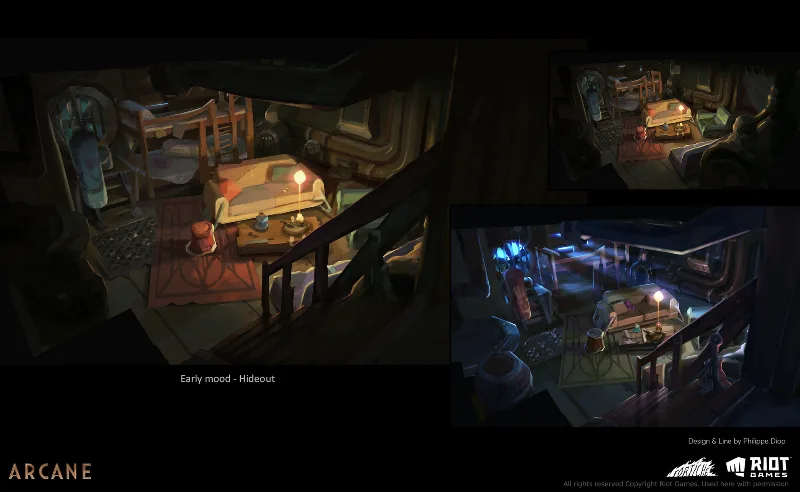 Early mood - Hideout
Design & Line by Philippe Diop
ARCANE
RIOT
GAMES
All rights reserved Copyright Riot Games. Used here with permission